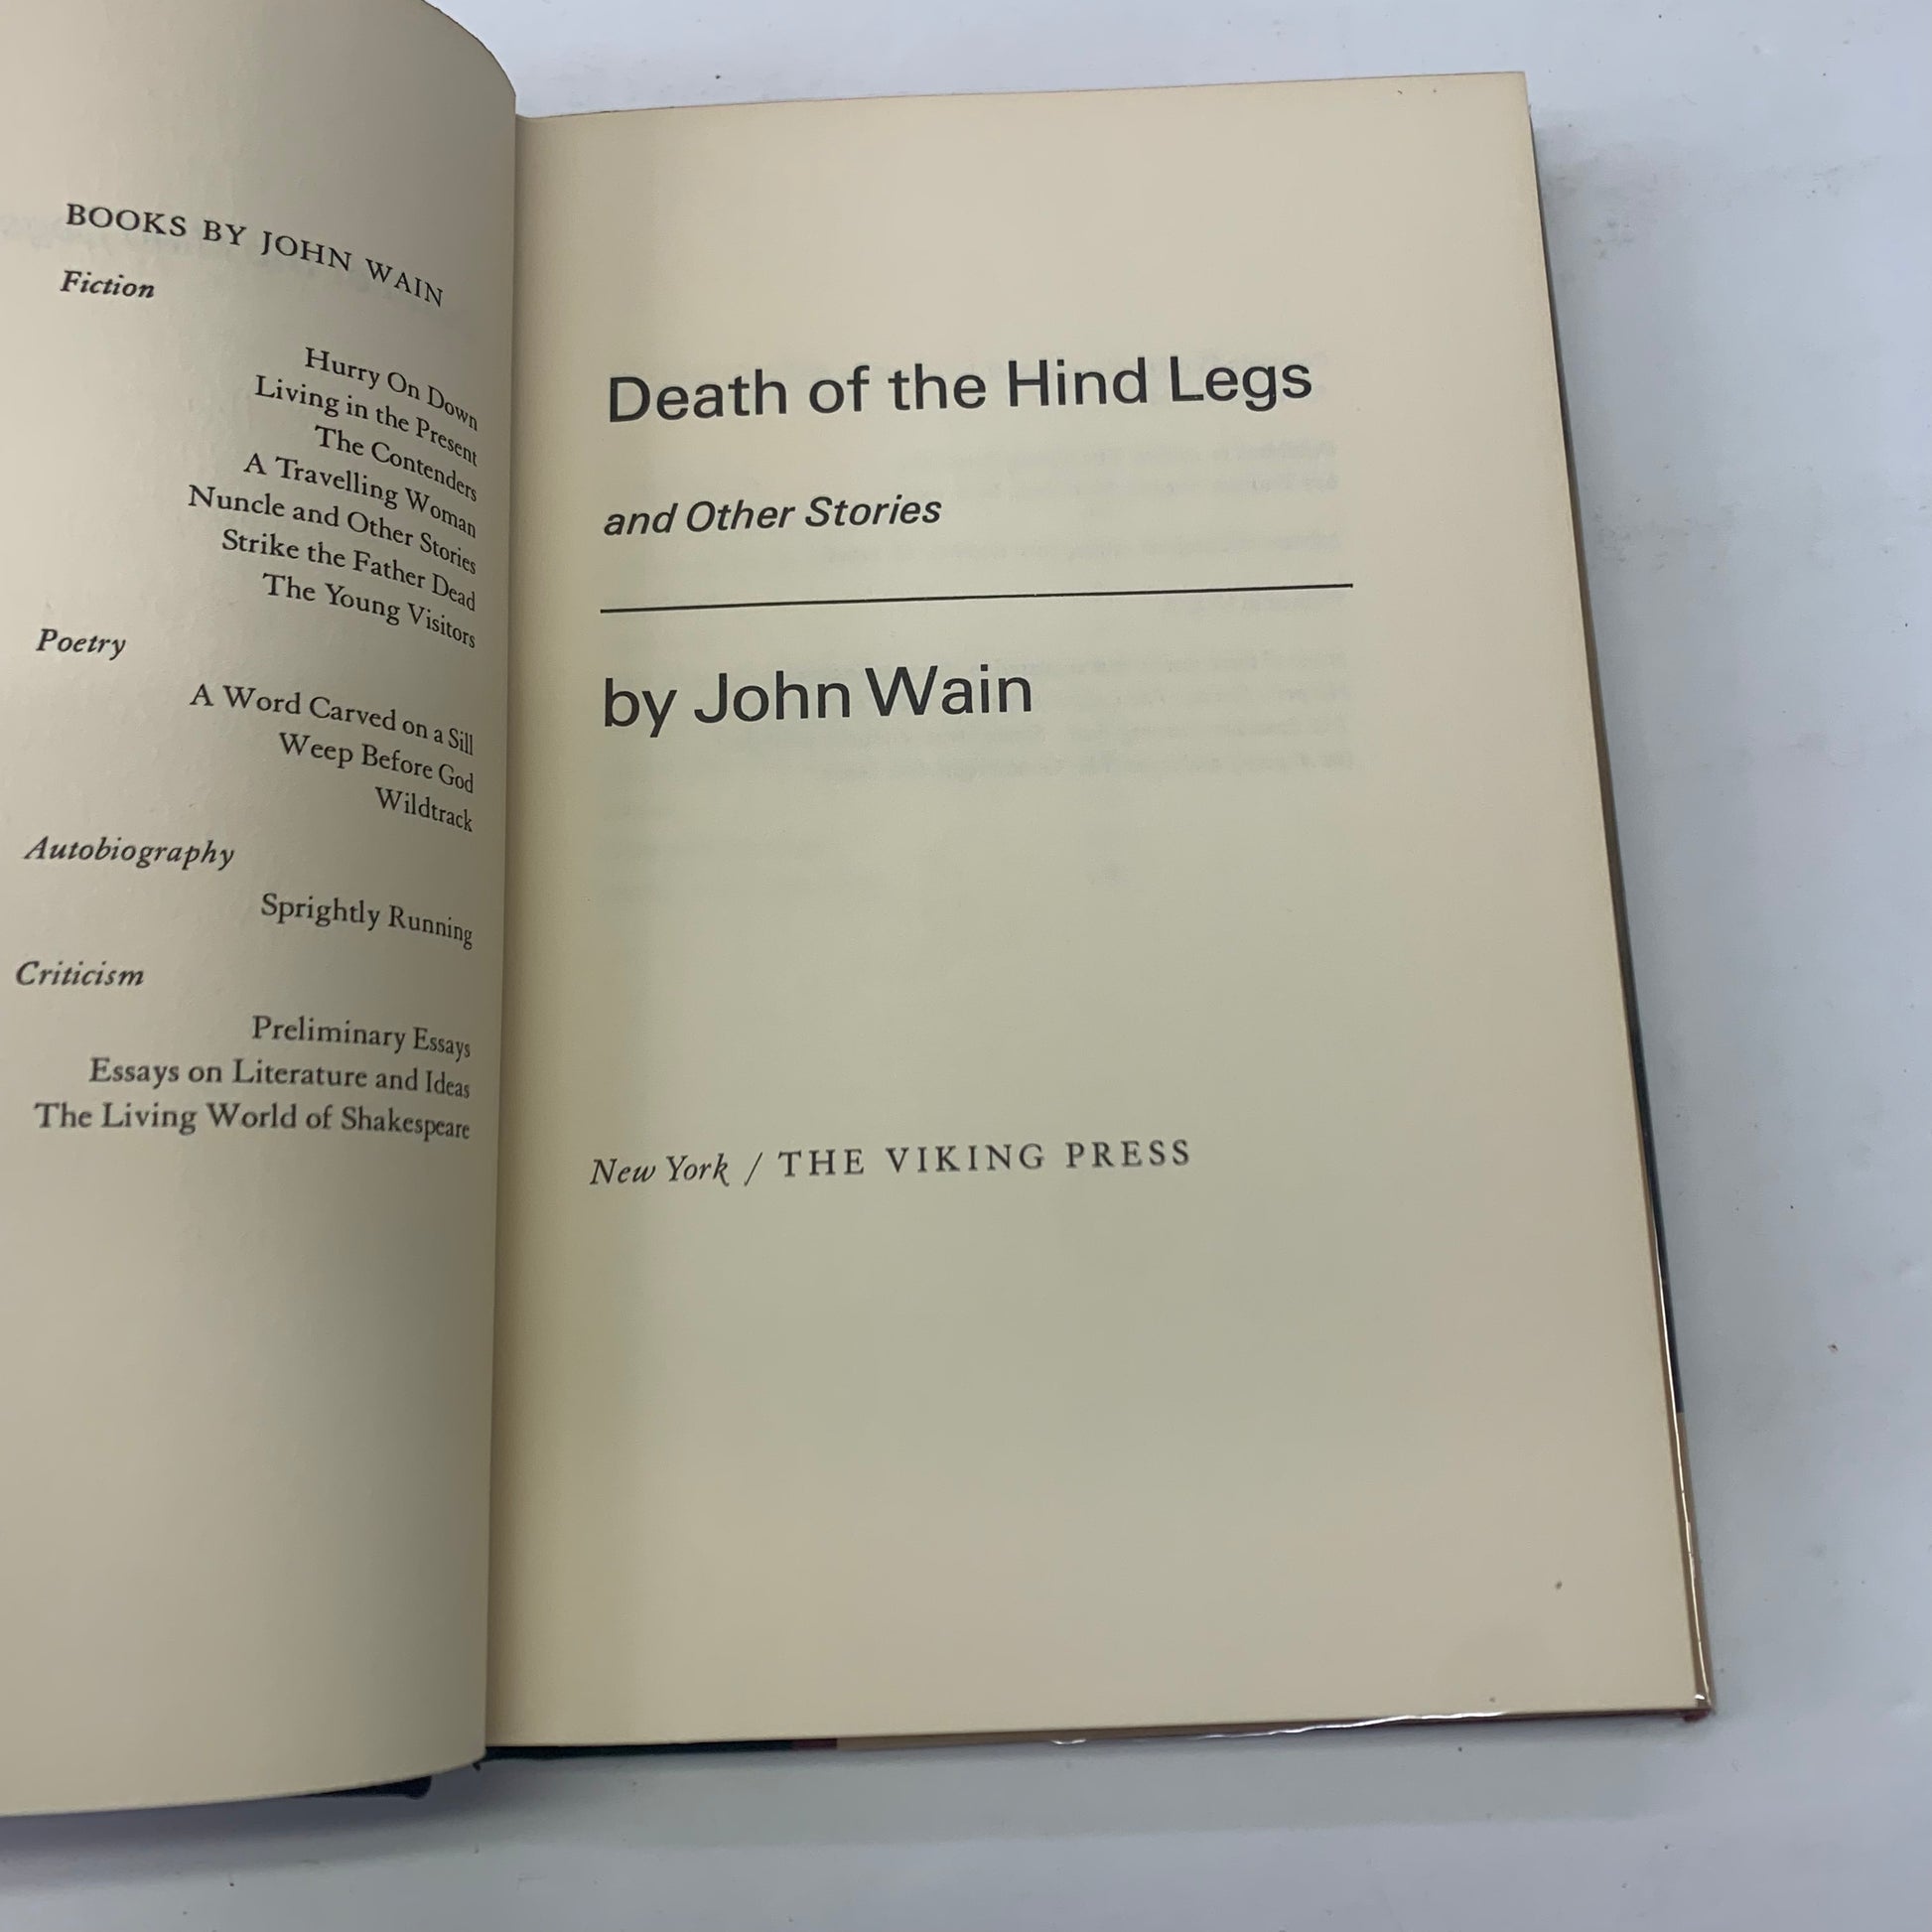 BOOKS BY JOHN WAIN
Fiction
Hurry On Down
Living in the Present
The Contenders
A Travelling Woman
Nuncle and Other Stories
Strike the Father Dead
The Young Visitors
Poetry
A Word Carved on a Sill
Weep Before God
Wildtrack
Autobiography
Sprightly Running
Criticism
Preliminary Essays
Essays on Literature and Ideas
The Living World of Shakespeare
Death of the Hind Legs
and Other Stories
by John Wain
New York / THE VIKING PRESS